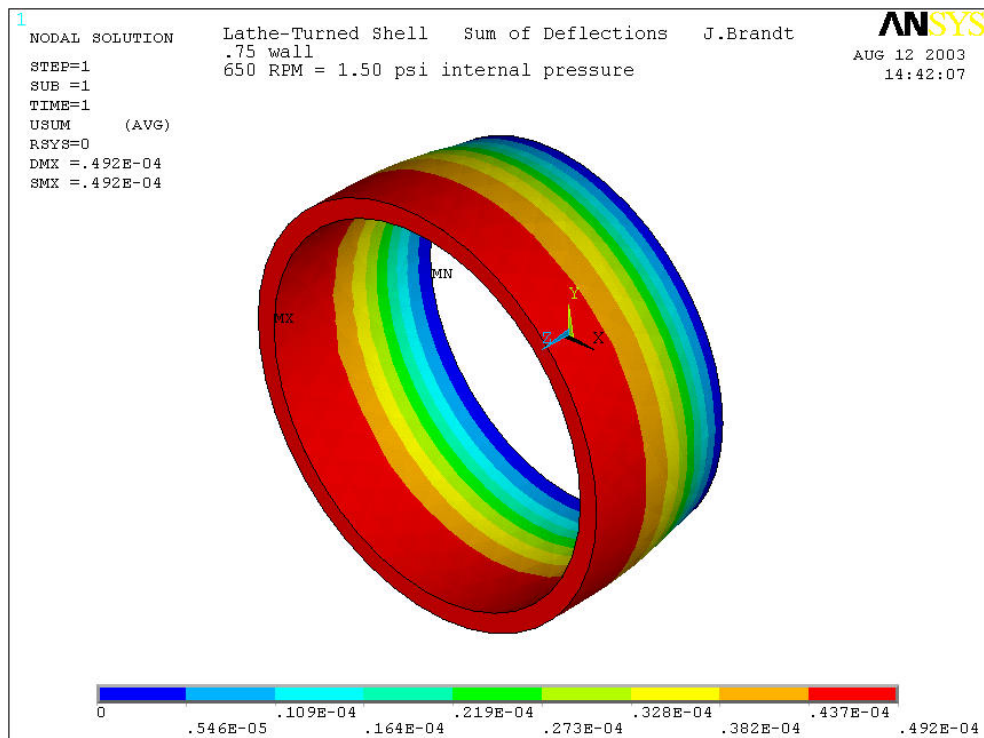 1
NODAL SOLUTION
STEP=1
SUB =1
TIME=1
USUM (AVG)
RSYS=0
DMX =.492E-04
SMX =.492E-04
Lathe-Turned Shell Sum of Deflections J.Brandt
.75 wall
650 RPM = 1.50 psi internal pressure
ANSYS
AUG 12 2003
14:42:07
MN
MX
Y
Z
X
0
.546E-05
.109E-04
.164E-04
.219E-04
.273E-04
.328E-04
.382E-04
.437E-04
.492E-04